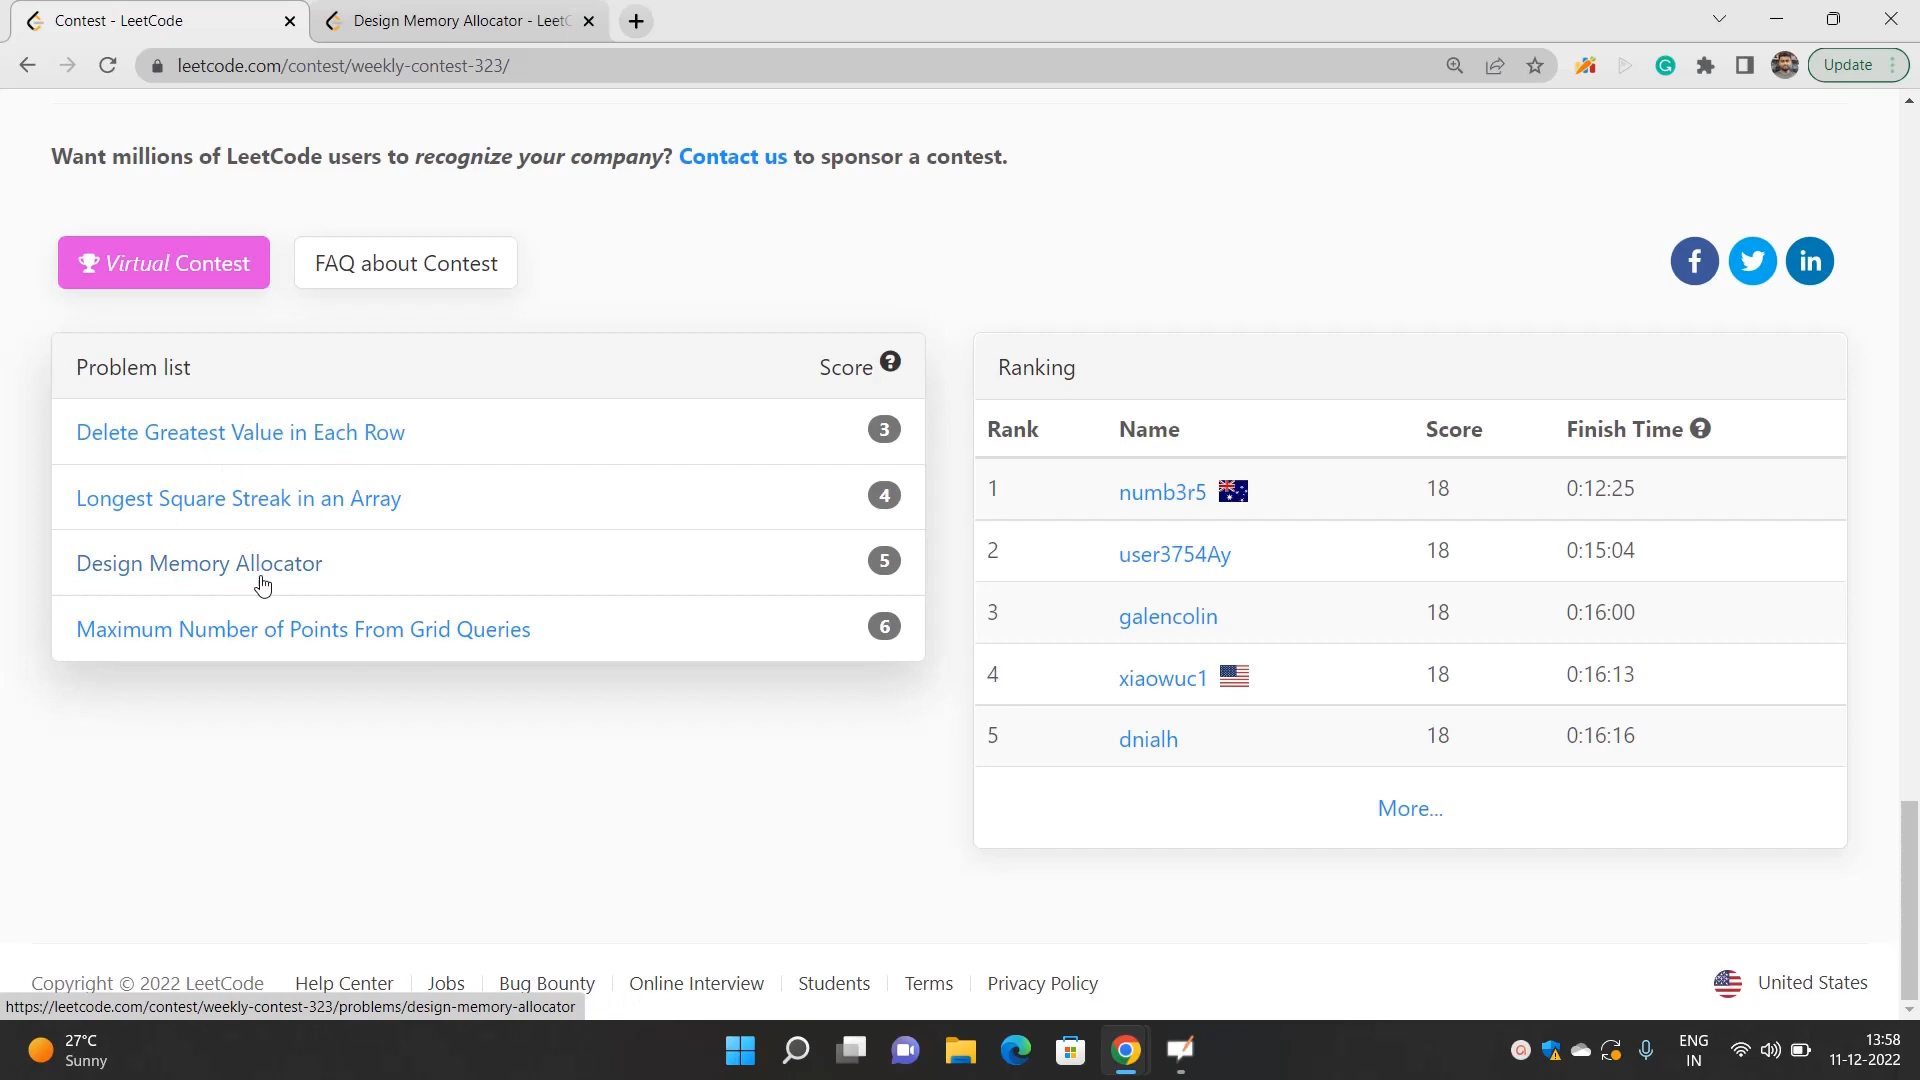 Contest - LeetCode
Design Memory Allocator - LeetC
leetcode.com/contest/weekly-contest-323/
Update
Want millions of LeetCode users to recognize your company? Contact us to sponsor a contest.
Virtual Contest
FAQ about Contest
Problem list
Score
Delete Greatest Value in Each Row
3
Longest Square Streak in an Array
4
Design Memory Allocator
5
Maximum Number of Points From Grid Queries
6
Ranking
Rank Name Score Finish Time
1 numb3r5 18 0:12:25
2 user3754Ay 18 0:15:04
3 galencolin 18 0:16:00
4 xiaowuc1 18 0:16:13
5 dnialh 18 0:16:16
More...
Copyright © 2022 LeetCode Help Center Jobs Bug Bounty Online Interview Students Terms Privacy Policy
United States
https://leetcode.com/contest/weekly-contest-323/problems/design-memory-allocator
27°C
Sunny
ENG
IN
13:58
11-12-2022